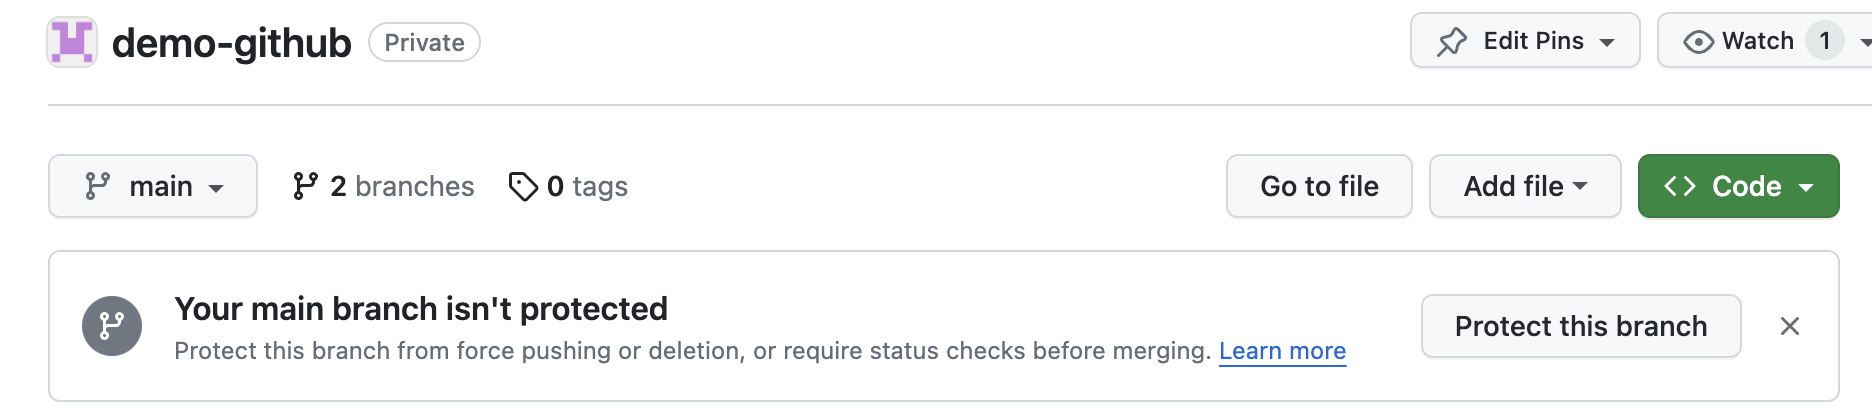 demo-github Private Edit Pins Watch 1
main 2 branches 0 tags Go to file Add file Code
Your main branch isn't protected
Protect this branch from force pushing or deletion, or require status checks before merging. Learn more
Protect this branch